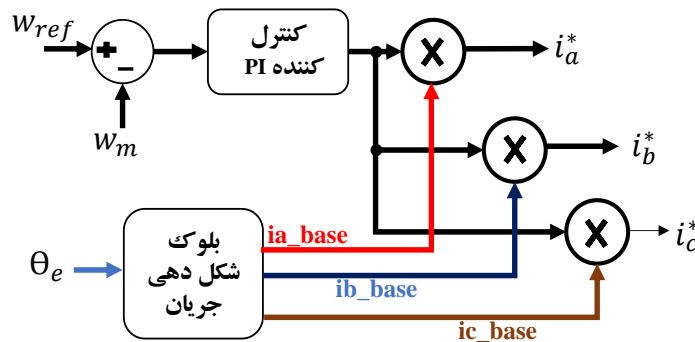 w_ref
+
−
w_m
کنترل
کننده PI
X
i_a^*
X
i_b^*
X
i_c^*
θ_e
بلوک
شکل دهی
جریان
ia_base
ib_base
ic_base